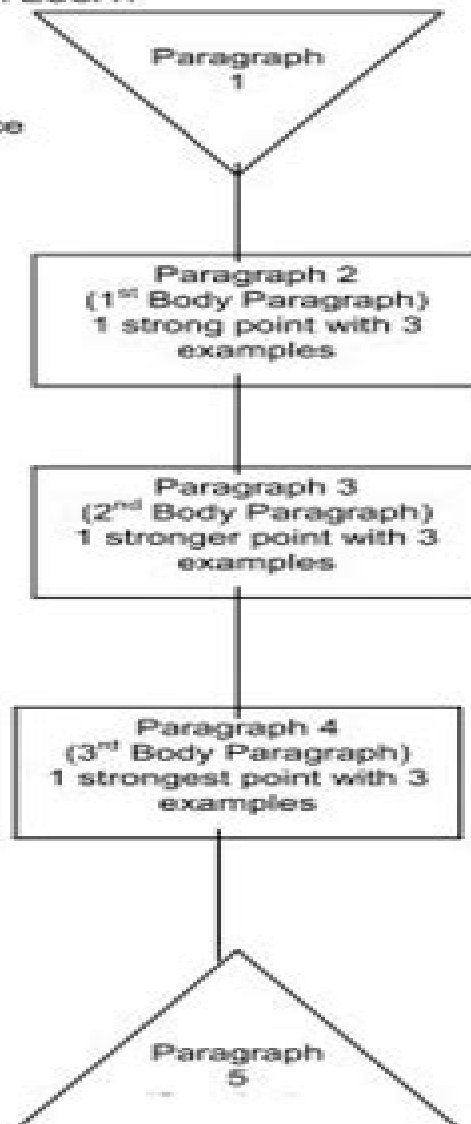 Paragraph
1
Paragraph 2
(1st Body Paragraph)
1 strong point with 3
examples
Paragraph 3
(2nd Body Paragraph)
1 stronger point with 3
examples
Paragraph 4
(3rd Body Paragraph)
1 strongest point with 3
examples
Paragraph
5